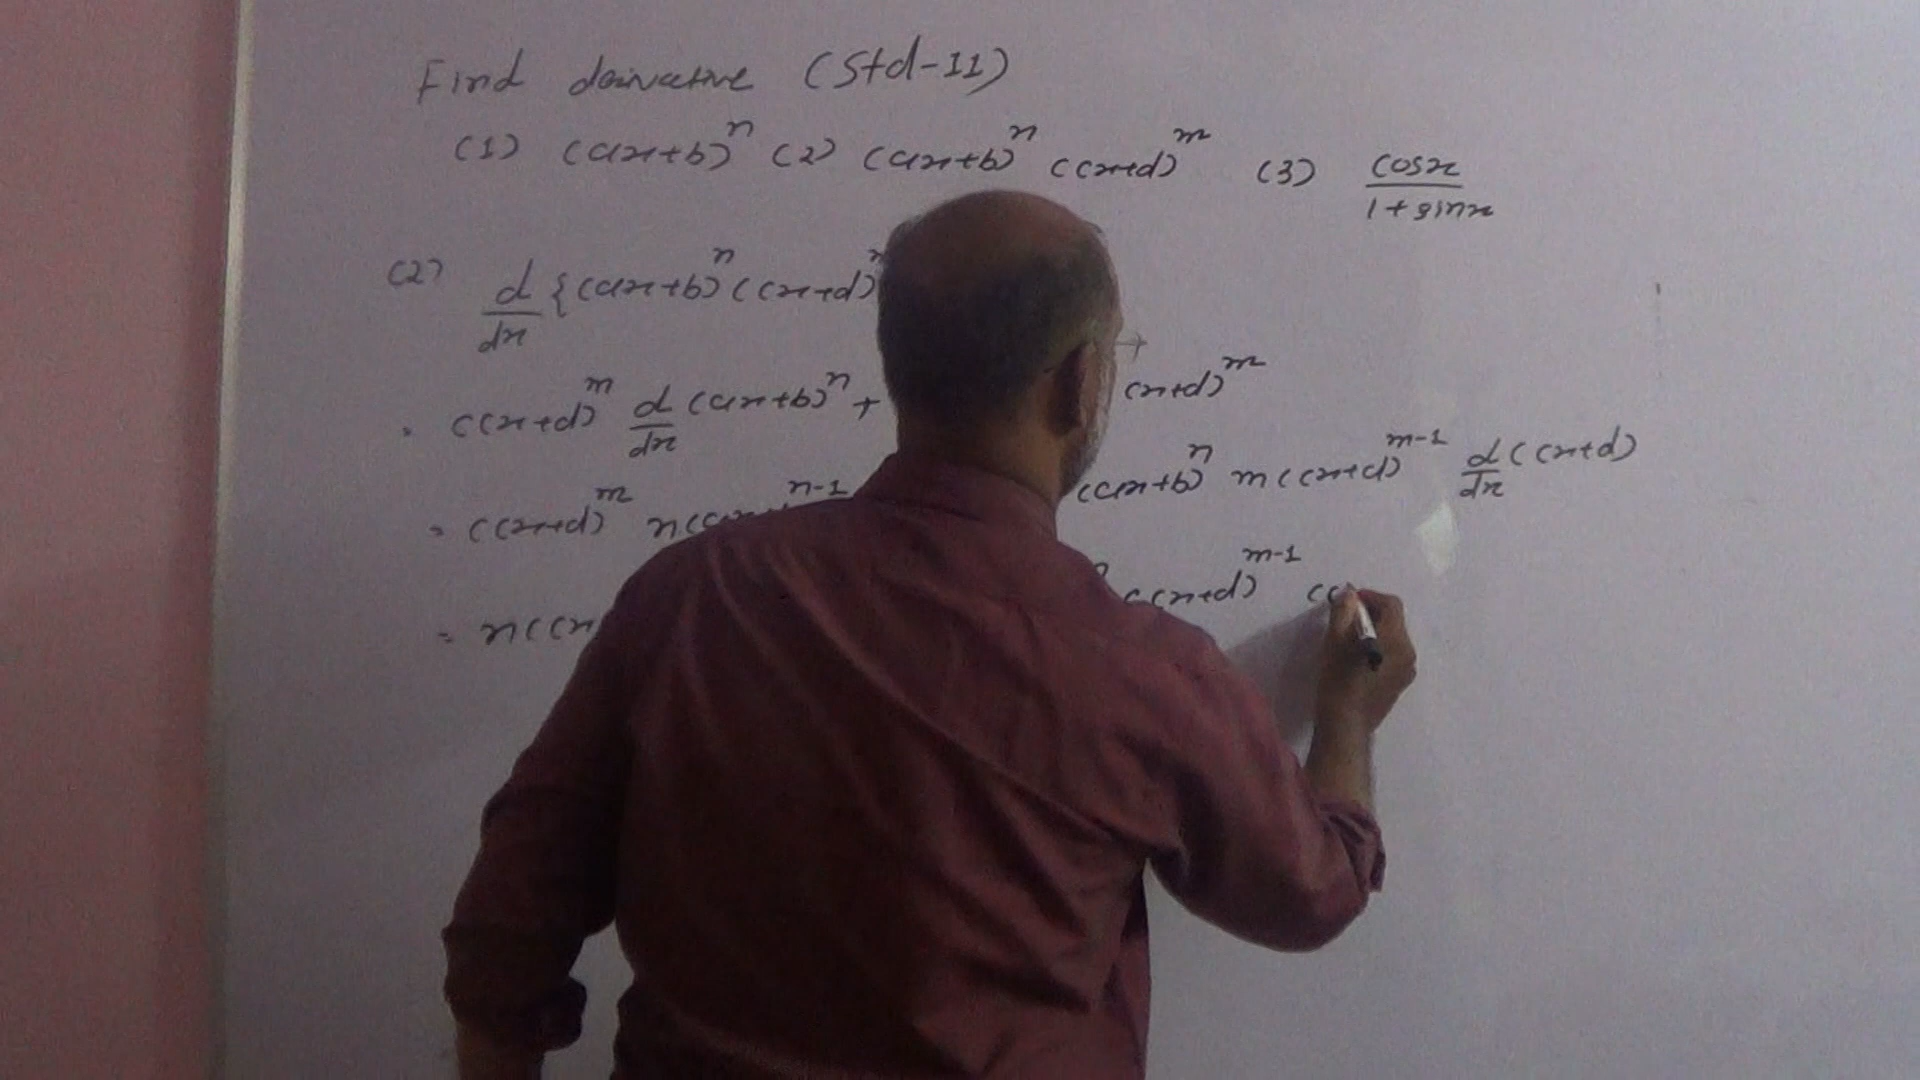 Find derivative (Std-11)
(1) (ax+b)^n (2) (ax+b)^n (cx+d)^m (3) cosx / 1+sinx
(2) d/dx {(ax+b)^n (cx+d)
= (cx+d)^m d/dx (ax+b)^n + cx+d)^m
= (cx+d)^m n(ax n-1 (ax+b)^n m(cx+d)^m-1 d/dx (cx+d)
= n(cx (cx+d)^m-1 (c